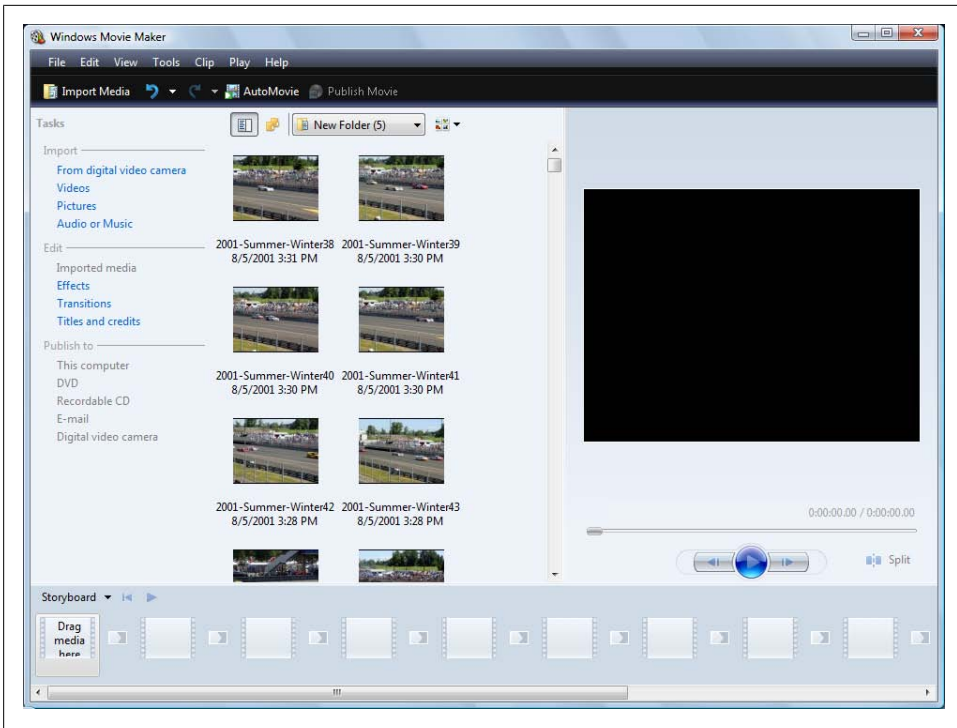 Windows Movie Maker
File Edit View Tools Clip Play Help
Import Media AutoMovie Publish Movie
Tasks
New Folder (5)
Import
From digital video camera
Videos
Pictures
Audio or Music
Edit
Imported media
Effects
Transitions
Titles and credits
Publish to
This computer
DVD
Recordable CD
E-mail
Digital video camera
2001-Summer-Winter38 2001-Summer-Winter39
8/5/2001 3:31 PM 8/5/2001 3:30 PM
2001-Summer-Winter40 2001-Summer-Winter41
8/5/2001 3:30 PM 8/5/2001 3:30 PM
2001-Summer-Winter42 2001-Summer-Winter43
8/5/2001 3:28 PM 8/5/2001 3:28 PM
0:00:00.00 / 0:00:00.00
Split
Storyboard
Drag
media
here